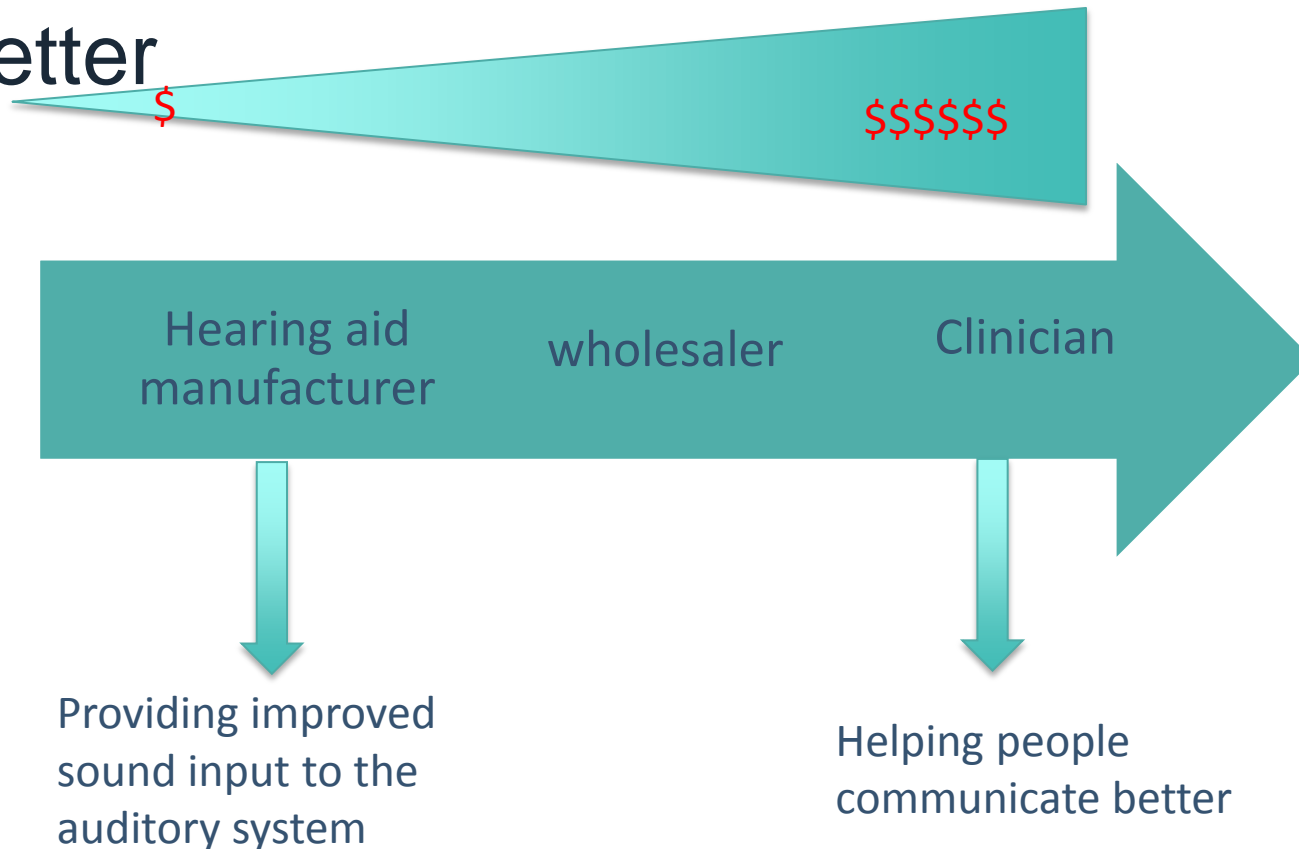 etter
$
$$$$$$
Hearing aid
manufacturer
wholesaler
Clinician
Providing improved
sound input to the
auditory system
Helping people
communicate better